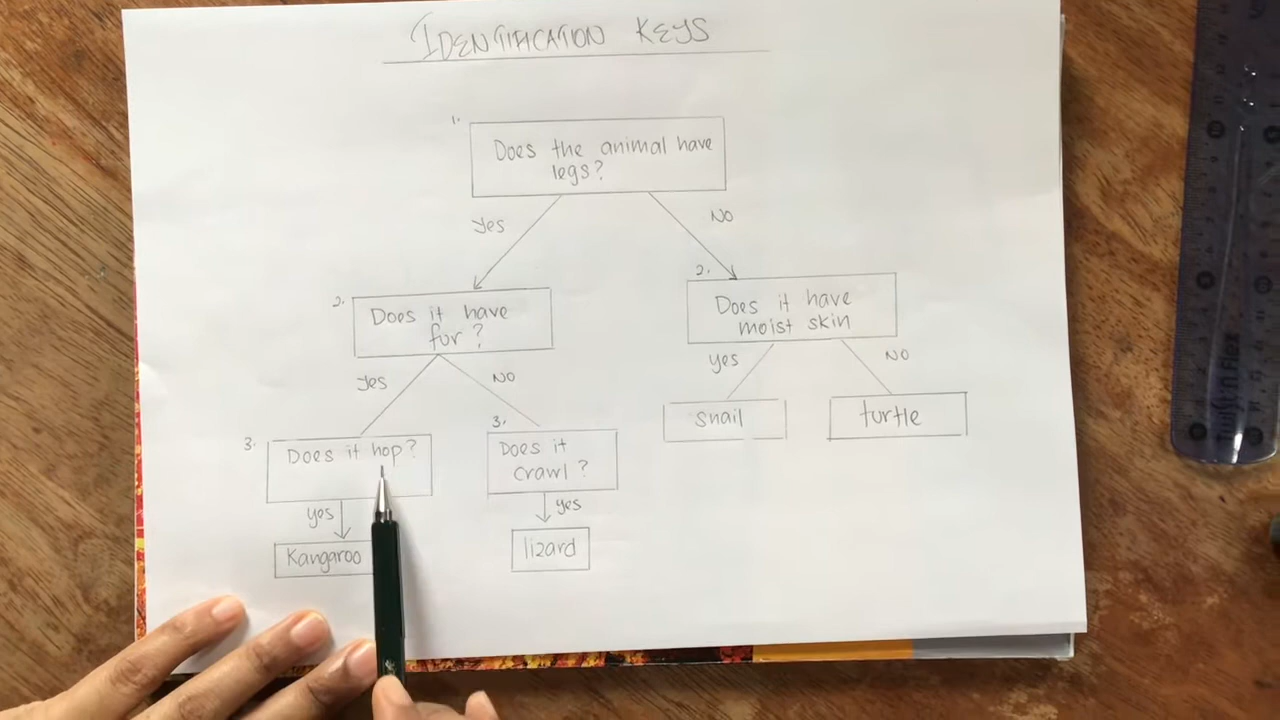 IDENTIFICATION KEYS
1.
Does the animal have
legs?
Yes
NO
2.
Does it have
fur?
2.
Does it have
moist skin
Yes
NO
yes
NO
3.
Does it hop?
3.
Does it
crawl?
snail
turtle
yes
yes
Kangaroo
lizard